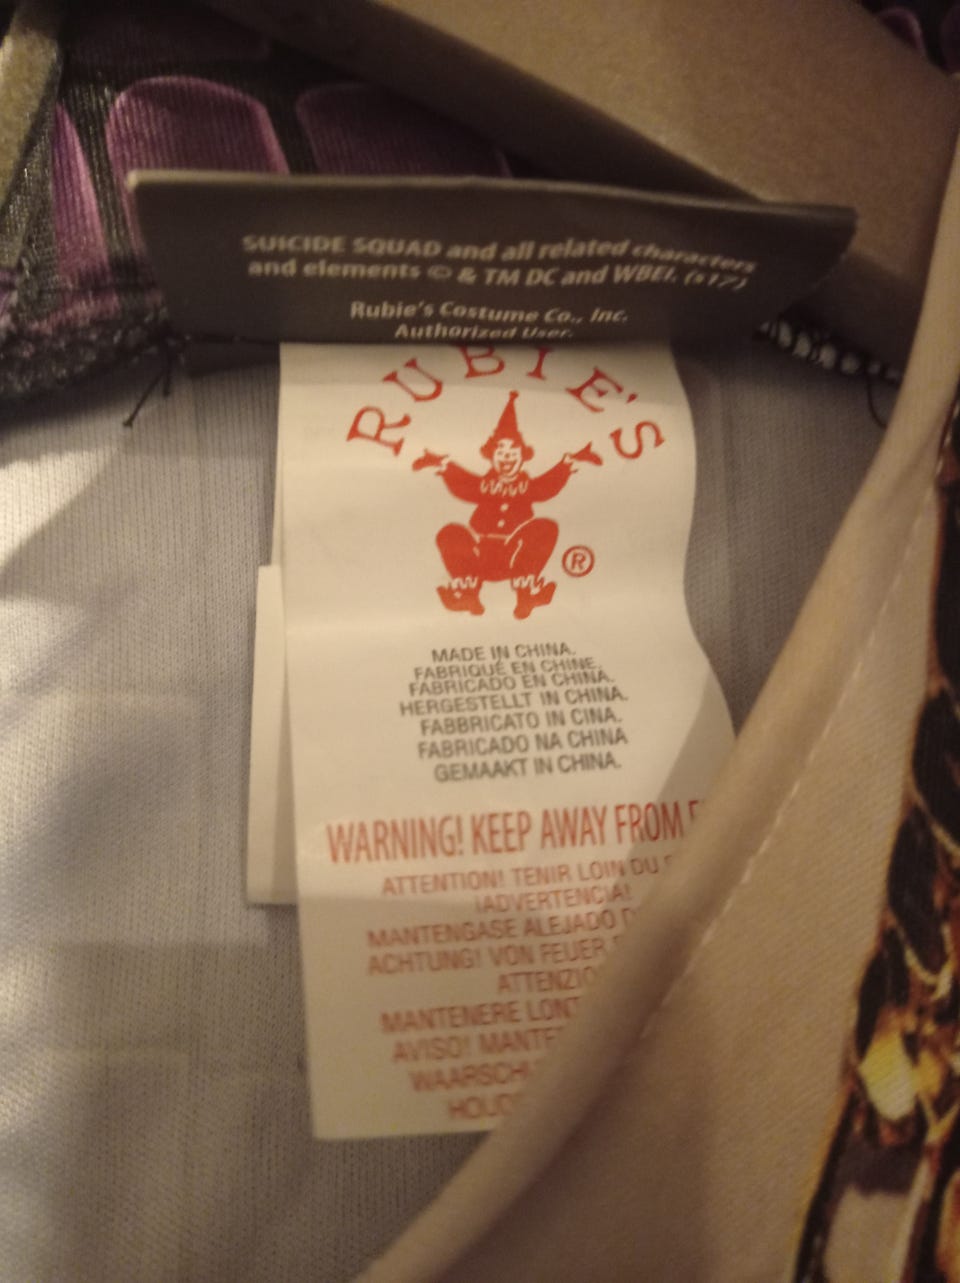 SUICIDE SQUAD and all related characters
and elements © & TM DC and WBEI. (s17)
Rubie's Costume Co., Inc.
Authorized User.
RUBIE'S
®
MADE IN CHINA.
FABRIQUÉ EN CHINE.
FABRICADO EN CHINA.
HERGESTELLT IN CHINA.
FABBRICATO IN CINA.
FABRICADO NA CHINA
GEMAAKT IN CHINA.
WARNING! KEEP AWAY FROM
ATTENTION! TENIR LOIN DU
¡ADVERTENCIA!
MANTENGASE ALEJADO
ACHTUNG! VON FEUER
MANTENERE
AVISO!